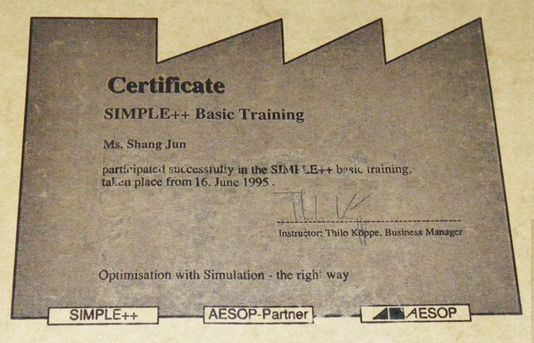 Certificate
SIMPLE++ Basic Training
Ms. Shang Jun
participated successfully in the SIMPLE++ basic training,
taken place from 16. June 1995 .
Instructor: Thilo Köppe, Business Manager
Optimisation with Simulation - the right way
SIMPLE++
AESOP-Partner
AESOP